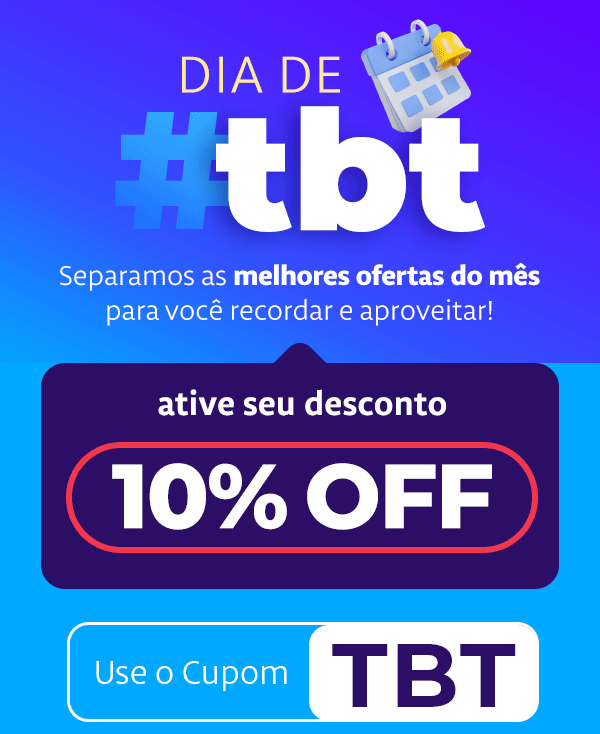 DIA DE
#tbt
Separamos as melhores ofertas do mês
para você recordar e aproveitar!
ative seu desconto
10% OFF
Use o Cupom TBT